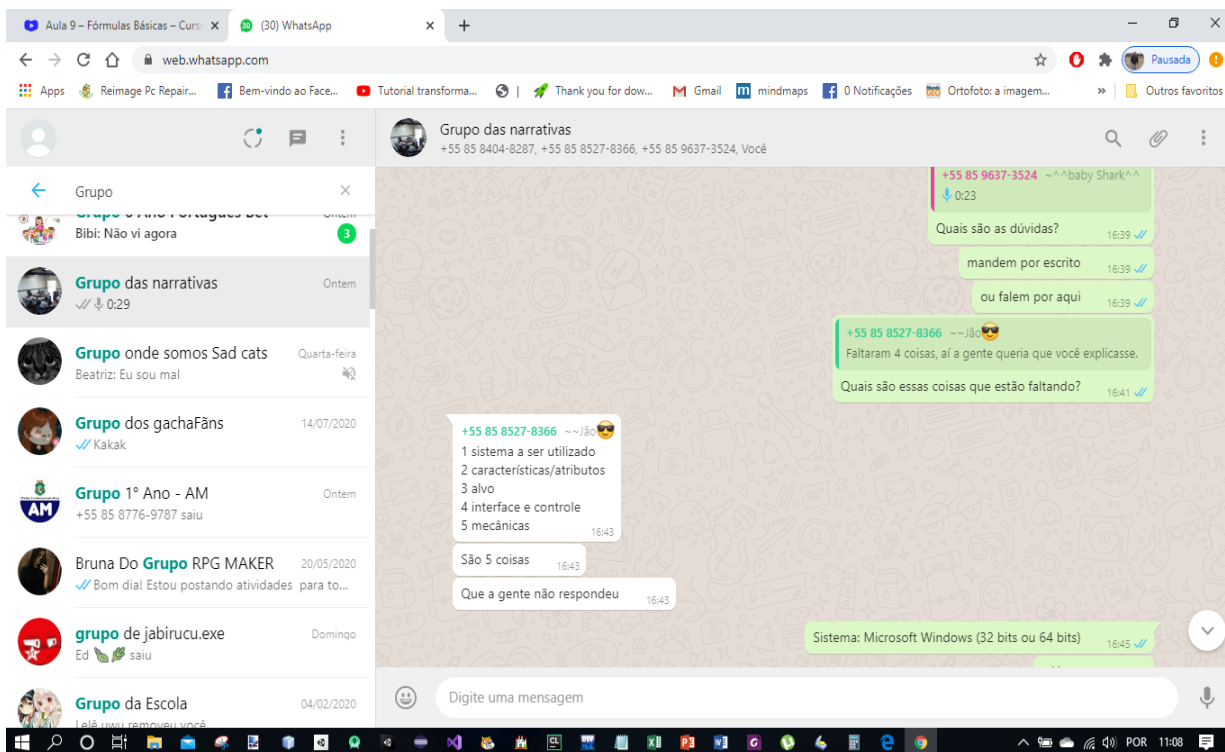 Aula 9 – Fórmulas Básicas – Curs
(30) WhatsApp
web.whatsapp.com
Pausada
Apps
Reimage Pc Repair...
Bem-vindo ao Face...
Tutorial transforma...
Thank you for dow...
Gmail
mindmaps
0 Notificações
Ortofoto: a imagem...
»
Outros favoritos
Grupo
Bibi: Não vi agora
3
Grupo das narrativas
Ontem
0:29
Grupo onde somos Sad cats
Quarta-feira
Beatriz: Eu sou mal
Grupo dos gachaFãns
14/07/2020
Kakak
Grupo 1° Ano - AM
Ontem
AM
+55 85 8776-9787 saiu
Bruna Do Grupo RPG MAKER
20/05/2020
Bom dia! Estou postando atividades para to...
grupo de jabirucu.exe
Domingo
Ed 🍆🥬 saiu
Grupo da Escola
04/02/2020
Lelê uwu removeu você
Grupo das narrativas
+55 85 8404-8287, +55 85 8527-8366, +55 85 9637-3524, Você
+55 85 9637-3524 ~^^baby Shark^^
0:23
Quais são as dúvidas?
16:39
mandem por escrito
16:39
ou falem por aqui
16:39
+55 85 8527-8366 ~~Jão😎
Faltaram 4 coisas, aí a gente queria que você explicasse.
Quais são essas coisas que estão faltando?
16:41
+55 85 8527-8366 ~~Jão😎
1 sistema a ser utilizado
2 características/atributos
3 alvo
4 interface e controle
5 mecânicas
16:43
São 5 coisas
16:43
Que a gente não respondeu
16:43
Sistema: Microsoft Windows (32 bits ou 64 bits)
16:45
Digite uma mensagem
POR
11:08